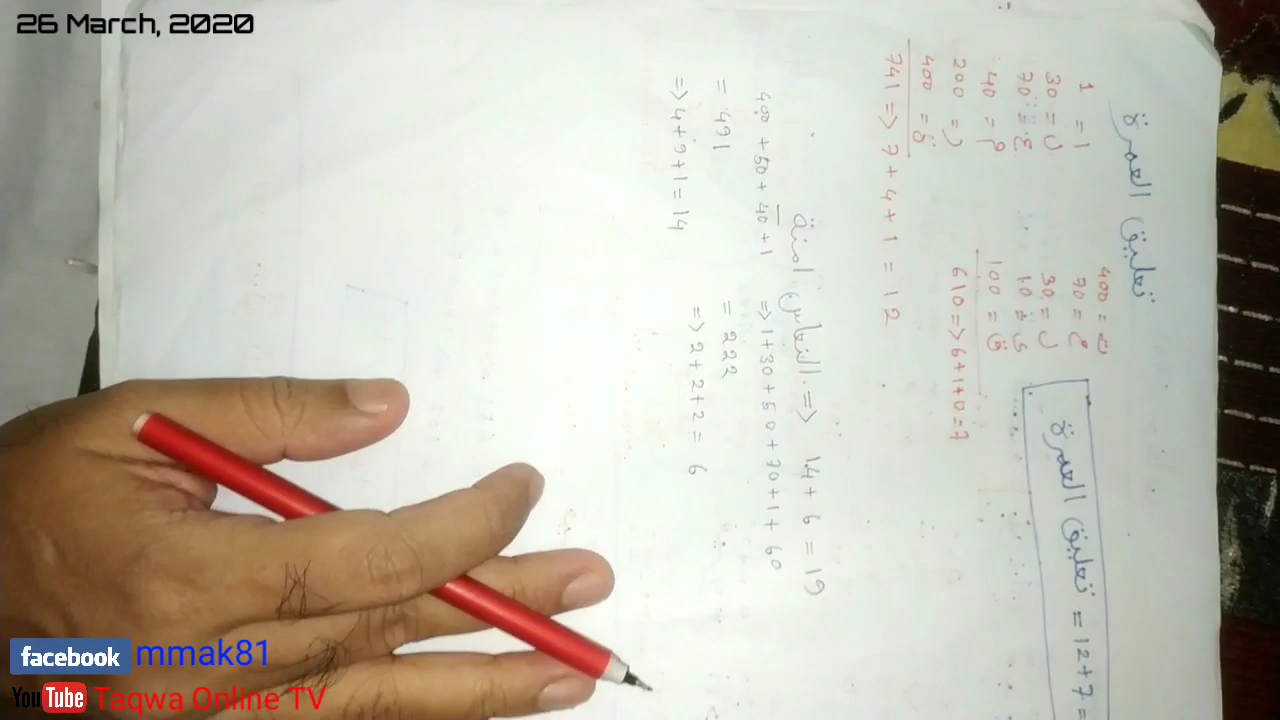 26 March, 2020
تعليق العمرة
1 = ا
30 = ل
70 = ع
40 = م
200 = ر
400 = ة
741 => 7 + 4 + 1 = 12
400 = ت
70 = ع
30 = ل
10 = ي
100 = ق
610 => 6+1+0=7
تعليق العمرة = 12+7=
امنة
النعاس => 14 + 6 = 19
400 + 50 + 40 + 1
= 491
=> 4+9+1 = 14
=> 1+30+50+70+1+60
= 222
=> 2+2+2 = 6
facebook mmak81
YouTube Taqwa Online TV